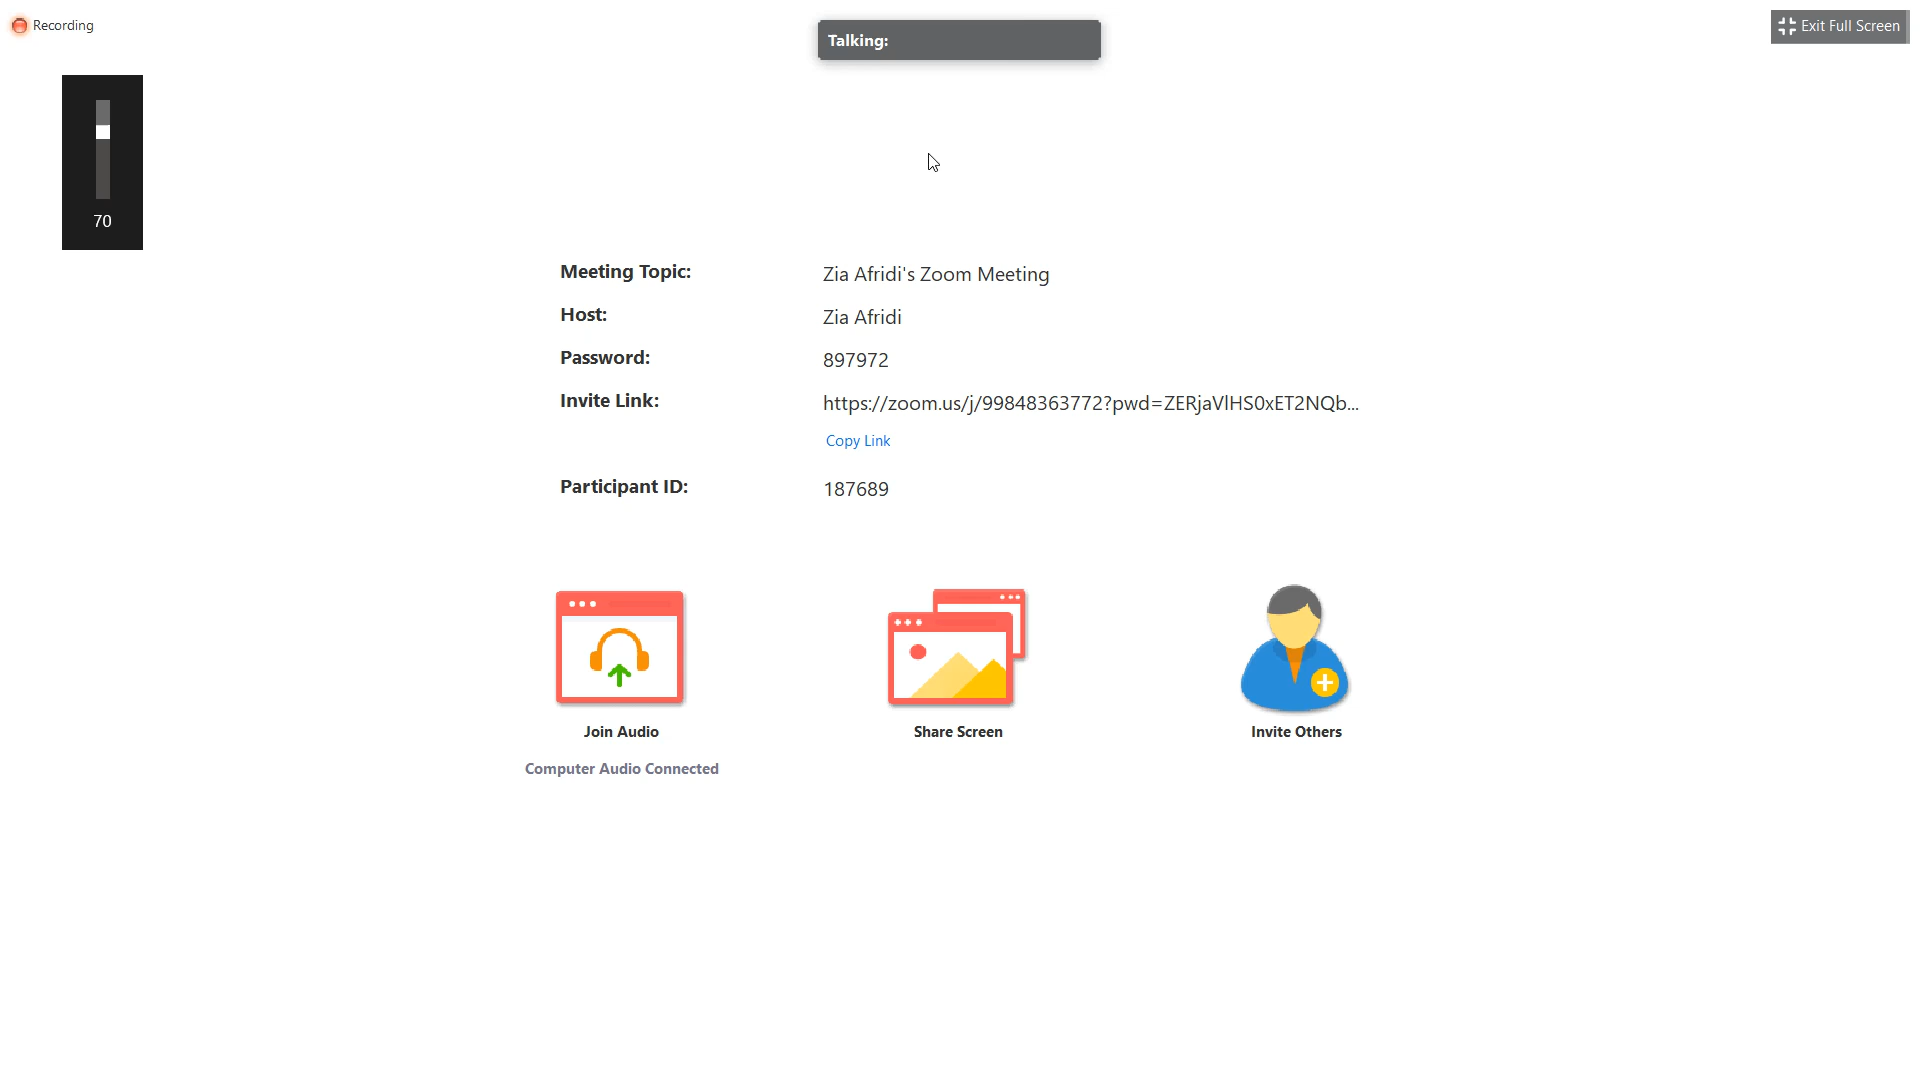 Recording
Talking:
Exit Full Screen
70
Meeting Topic: Zia Afridi's Zoom Meeting
Host: Zia Afridi
Password: 897972
Invite Link: https://zoom.us/j/99848363772?pwd=ZERjaVlHS0xET2NQb...
Copy Link
Participant ID: 187689
Join Audio
Share Screen
Invite Others
Computer Audio Connected